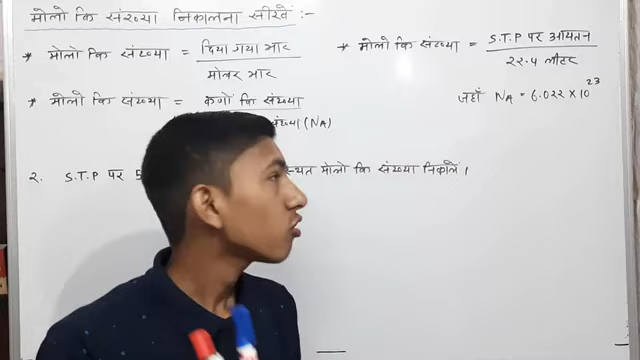 मोलो कि संख्या निकालना सीखें :-
* मोलो कि संख्या = दिया गया भार
मोलर भार
* मोलो कि संख्या = S.T.P पर आयतन
22.4 लीटर
* मोलो कि संख्या = कणों कि संख्या
संख्या (NA)
जहाँ NA = 6.022 × 10²³
2. S.T.P पर 5 स्थित मोलो कि संख्या निकालें।